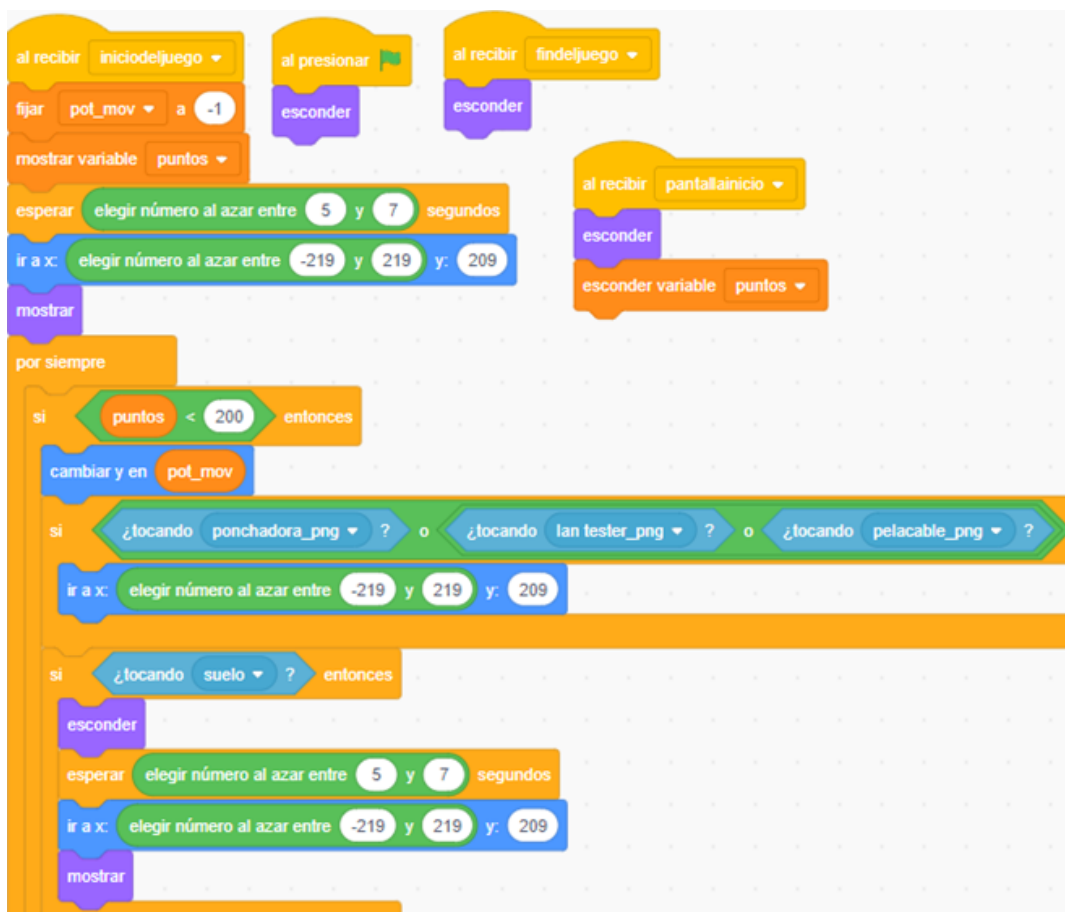 al recibir iniciodeljuego
fijar pot_mov a -1
mostrar variable puntos
esperar elegir número al azar entre 5 y 7 segundos
ir a x: elegir número al azar entre -219 y 219 y: 209
mostrar
por siempre
si puntos < 200 entonces
cambiar y en pot_mov
si ¿tocando ponchadora_png ? o ¿tocando lan tester_png ? o ¿tocando pelacable_png ?
ir a x: elegir número al azar entre -219 y 219 y: 209
si ¿tocando suelo ? entonces
esconder
esperar elegir número al azar entre 5 y 7 segundos
ir a x: elegir número al azar entre -219 y 219 y: 209
mostrar
al presionar
esconder
al recibir findeljuego
esconder
al recibir pantallainicio
esconder
esconder variable puntos